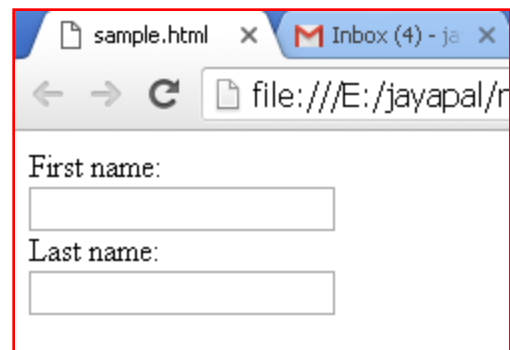 sample.html
Inbox (4) - ja
file:///E:/jayapal/r
First name:
Last name: